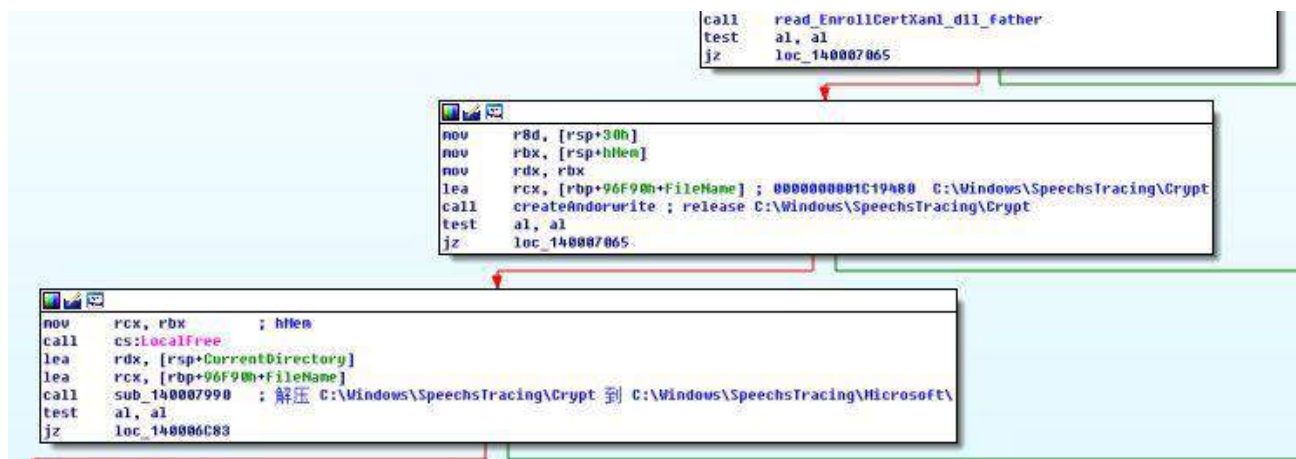 call read_EnrollCertXaml_dll_father
test al, al
jz loc_140007065
mov r8d, [rsp+30h]
mov rbx, [rsp+hMem]
mov rdx, rbx
lea rcx, [rbp+96F90h+FileName] ; 0000000001C19480 C:\Windows\SpeechsTracing\Crypt
call createAndorwrite ; release C:\Windows\SpeechsTracing\Crypt
test al, al
jz loc_140007065
mov rcx, rbx ; hMem
call cs:LocalFree
lea rdx, [rsp+CurrentDirectory]
lea rcx, [rbp+96F90h+FileName]
call sub_140007990 ; 解压 C:\Windows\SpeechsTracing\Crypt 到 C:\Windows\SpeechsTracing\Microsoft\
test al, al
jz loc_140006C83